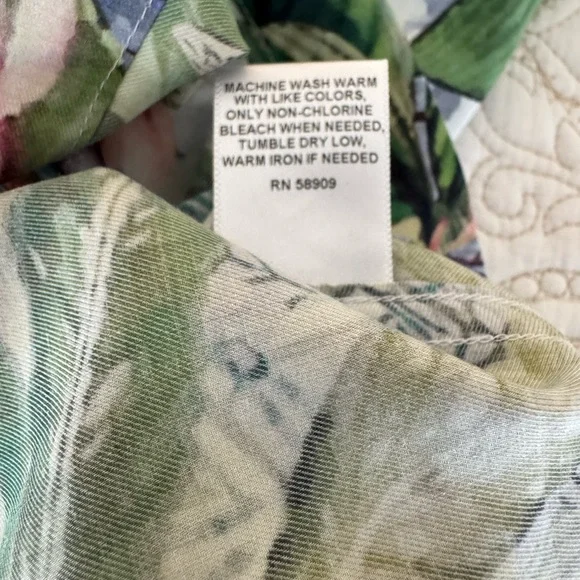 MACHINE WASH WARM
WITH LIKE COLORS,
ONLY NON-CHLORINE
BLEACH WHEN NEEDED,
TUMBLE DRY LOW,
WARM IRON IF NEEDED
RN 58909